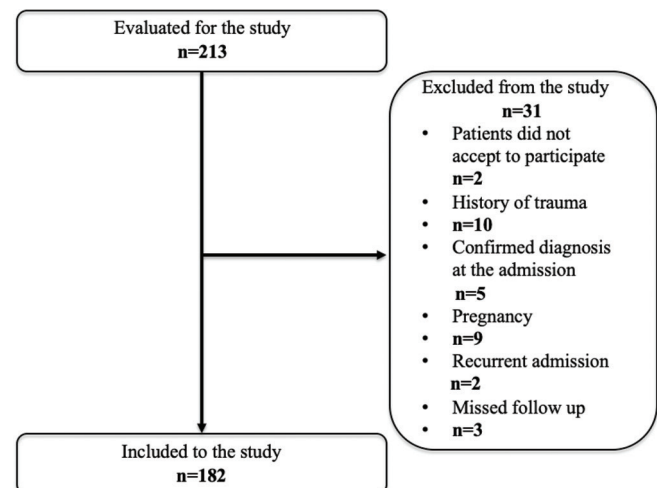 Evaluated for the study
n=213
Excluded from the study
n=31
• Patients did not
accept to participate
n=2
• History of trauma
• n=10
• Confirmed diagnosis
at the admission
n=5
• Pregnancy
• n=9
• Recurrent admission
n=2
• Missed follow up
• n=3
Included to the study
n=182